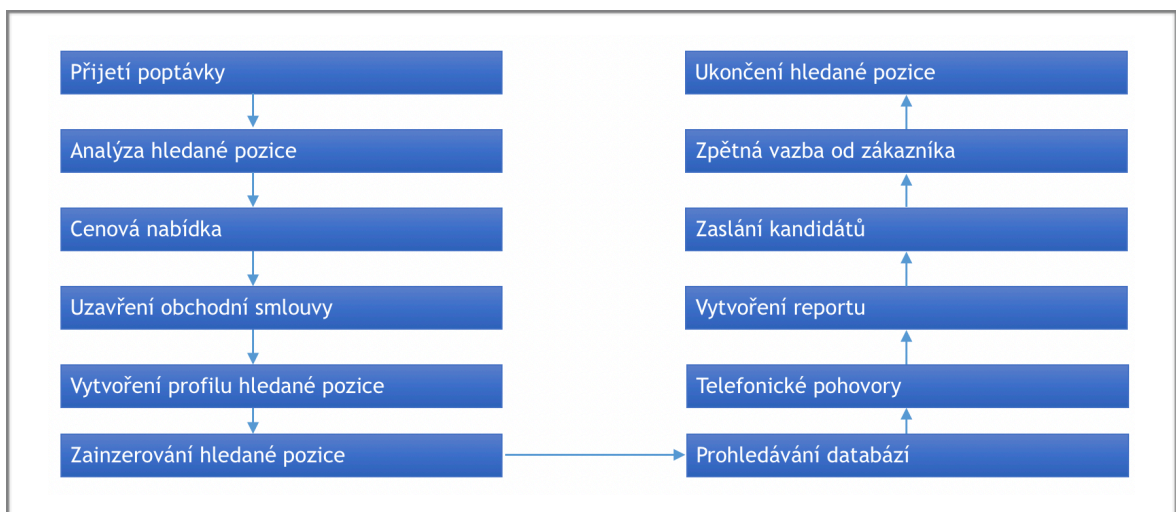 Přijetí poptávky
Analýza hledané pozice
Cenová nabídka
Uzavření obchodní smlouvy
Vytvoření profilu hledané pozice
Zainzerování hledané pozice
Prohledávání databází
Telefonické pohovory
Vytvoření reportu
Zaslání kandidátů
Zpětná vazba od zákazníka
Ukončení hledané pozice